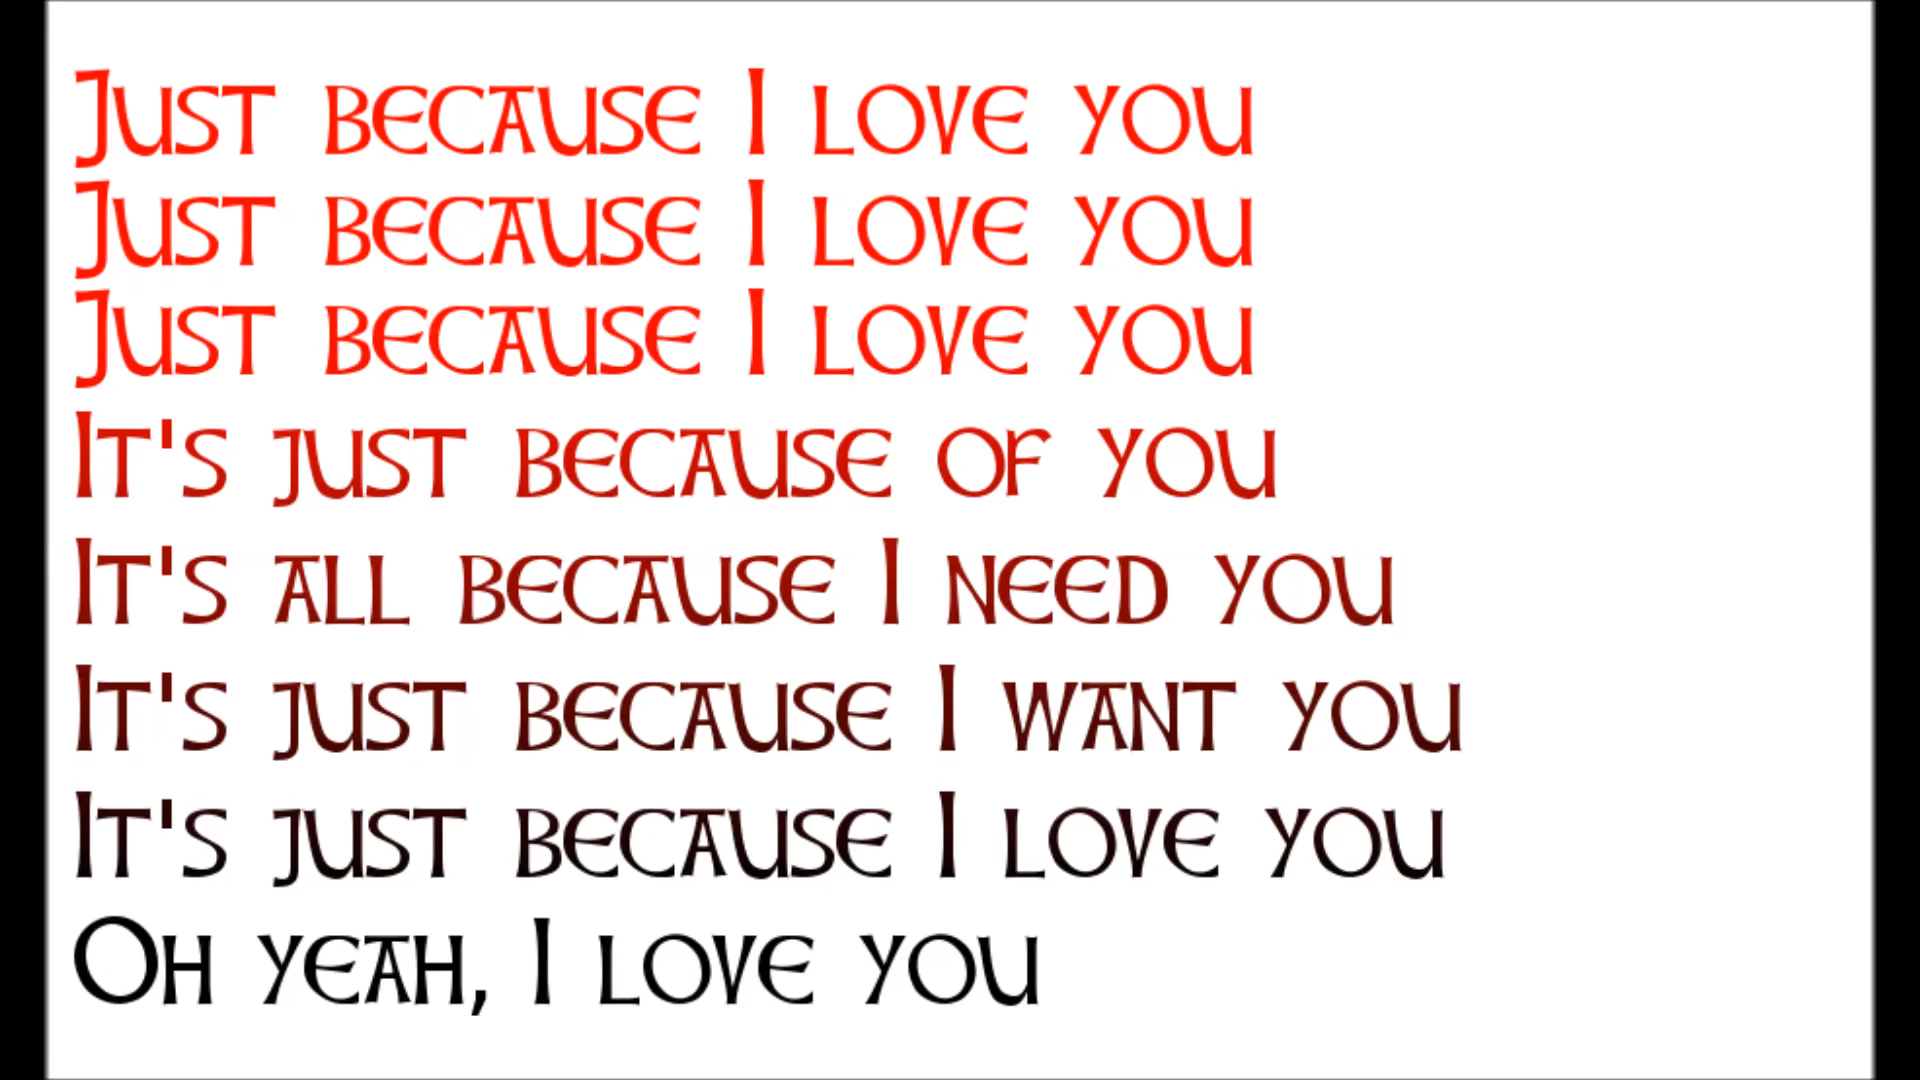 Just because I love you
Just because I love you
Just because I love you
It's just because of you
It's all because I need you
It's just because I want you
It's just because I love you
Oh yeah, I love you